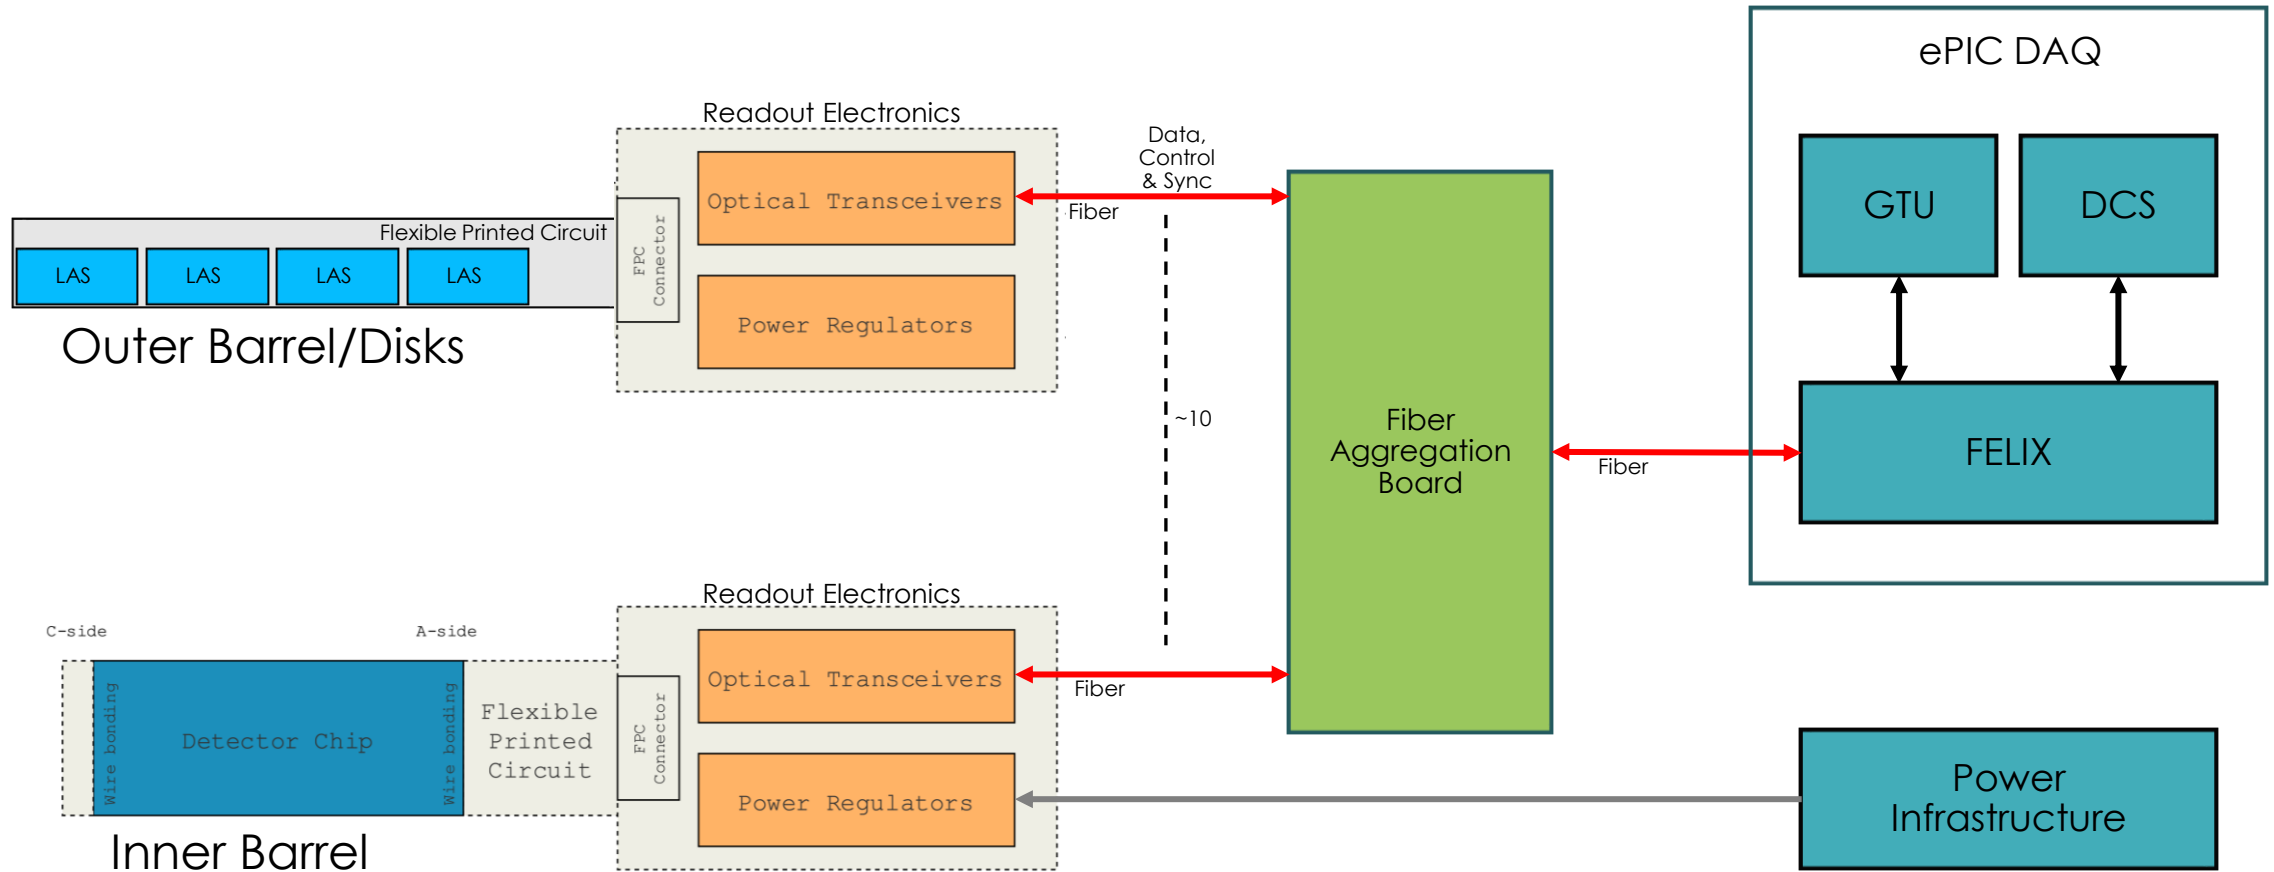 ePIC DAQ
Readout Electronics
Data,
Control
& Sync
Optical Transceivers
Fiber
GTU
DCS
Flexible Printed Circuit
FPC
Connector
LAS
LAS
LAS
LAS
Power Regulators
Outer Barrel/Disks
~10
Fiber
Aggregation
Board
Fiber
FELIX
Readout Electronics
C-side
A-side
Optical Transceivers
Fiber
Wire bonding
Detector Chip
Wire bonding
Flexible
Printed
Circuit
FPC
Connector
Power Regulators
Power
Infrastructure
Inner Barrel